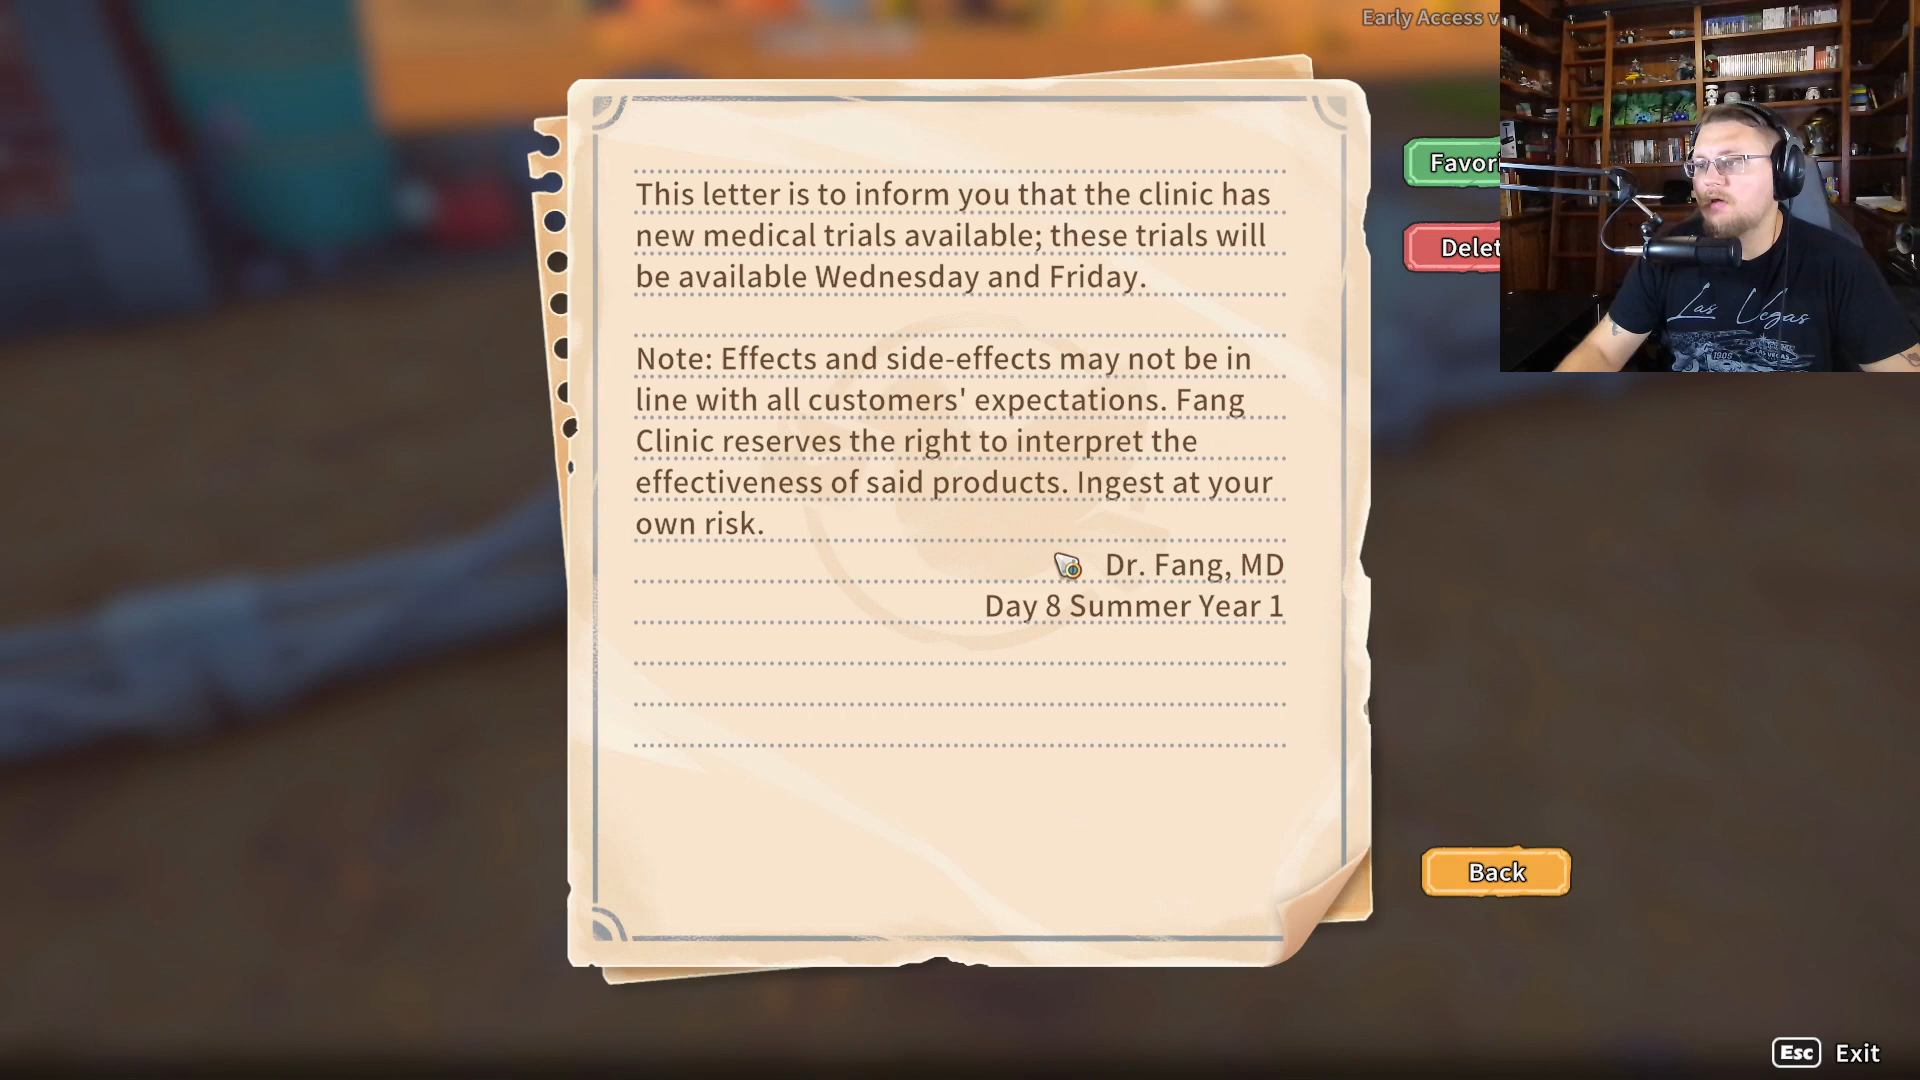 Early Access
This letter is to inform you that the clinic has
new medical trials available; these trials will
be available Wednesday and Friday.
Note: Effects and side-effects may not be in
line with all customers' expectations. Fang
Clinic reserves the right to interpret the
effectiveness of said products. Ingest at your
own risk.
Dr. Fang, MD
Day 8 Summer Year 1
Favori
Delet
Las Vegas
1905
Back
Esc Exit